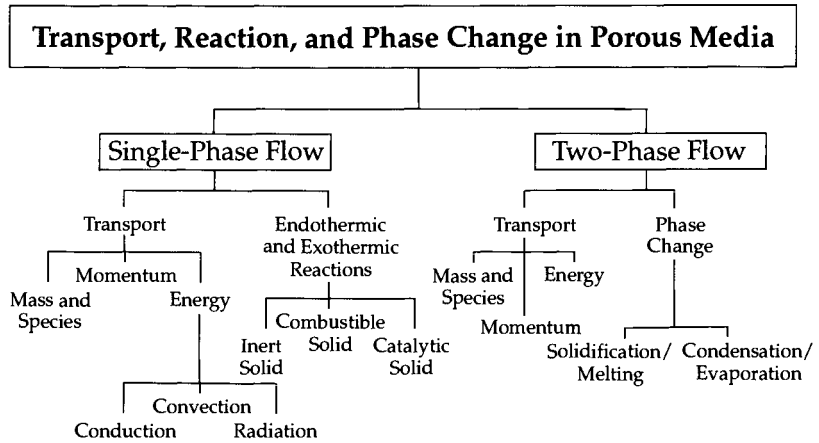 Transport, Reaction, and Phase Change in Porous Media
Single-Phase Flow
Two-Phase Flow
Transport
Endothermic
and Exothermic
Reactions
Transport
Phase
Change
Mass and
Species
Momentum
Energy
Inert
Solid
Combustible
Solid
Catalytic
Solid
Mass and
Species
Momentum
Energy
Solidification/
Melting
Condensation/
Evaporation
Conduction
Convection
Radiation